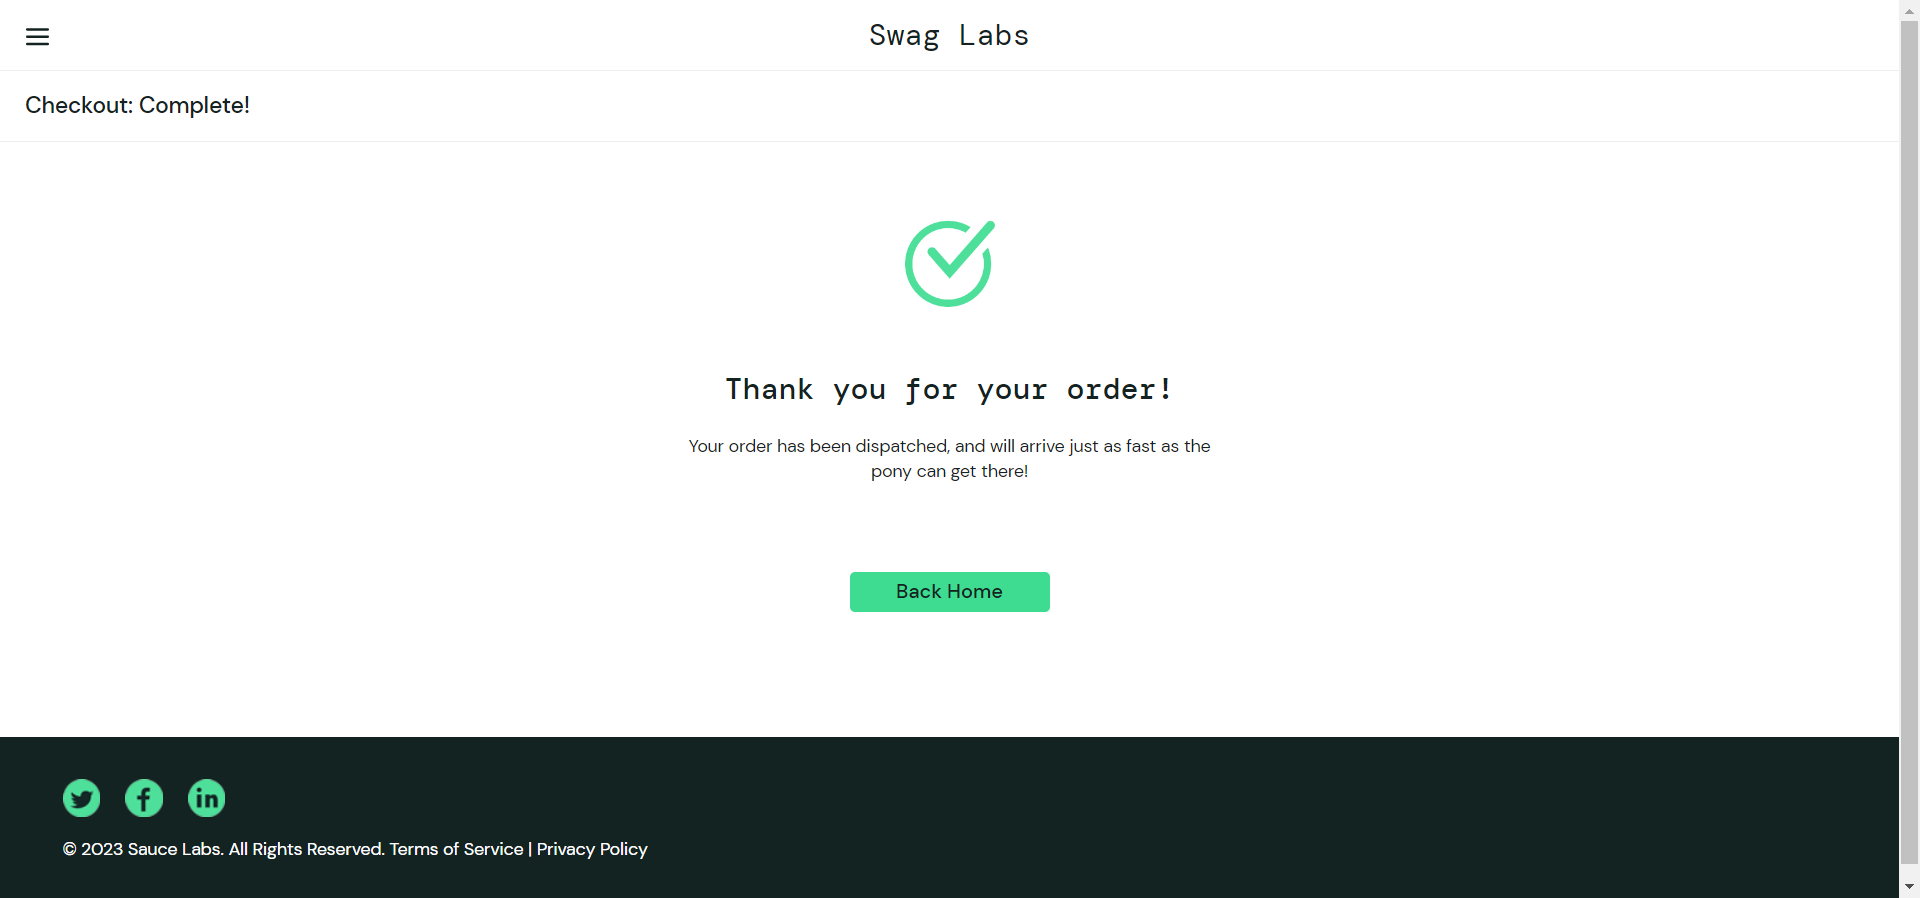 Swag Labs
Checkout: Complete!
Thank you for your order!
Your order has been dispatched, and will arrive just as fast as the
pony can get there!
Back Home
© 2023 Sauce Labs. All Rights Reserved. Terms of Service | Privacy Policy